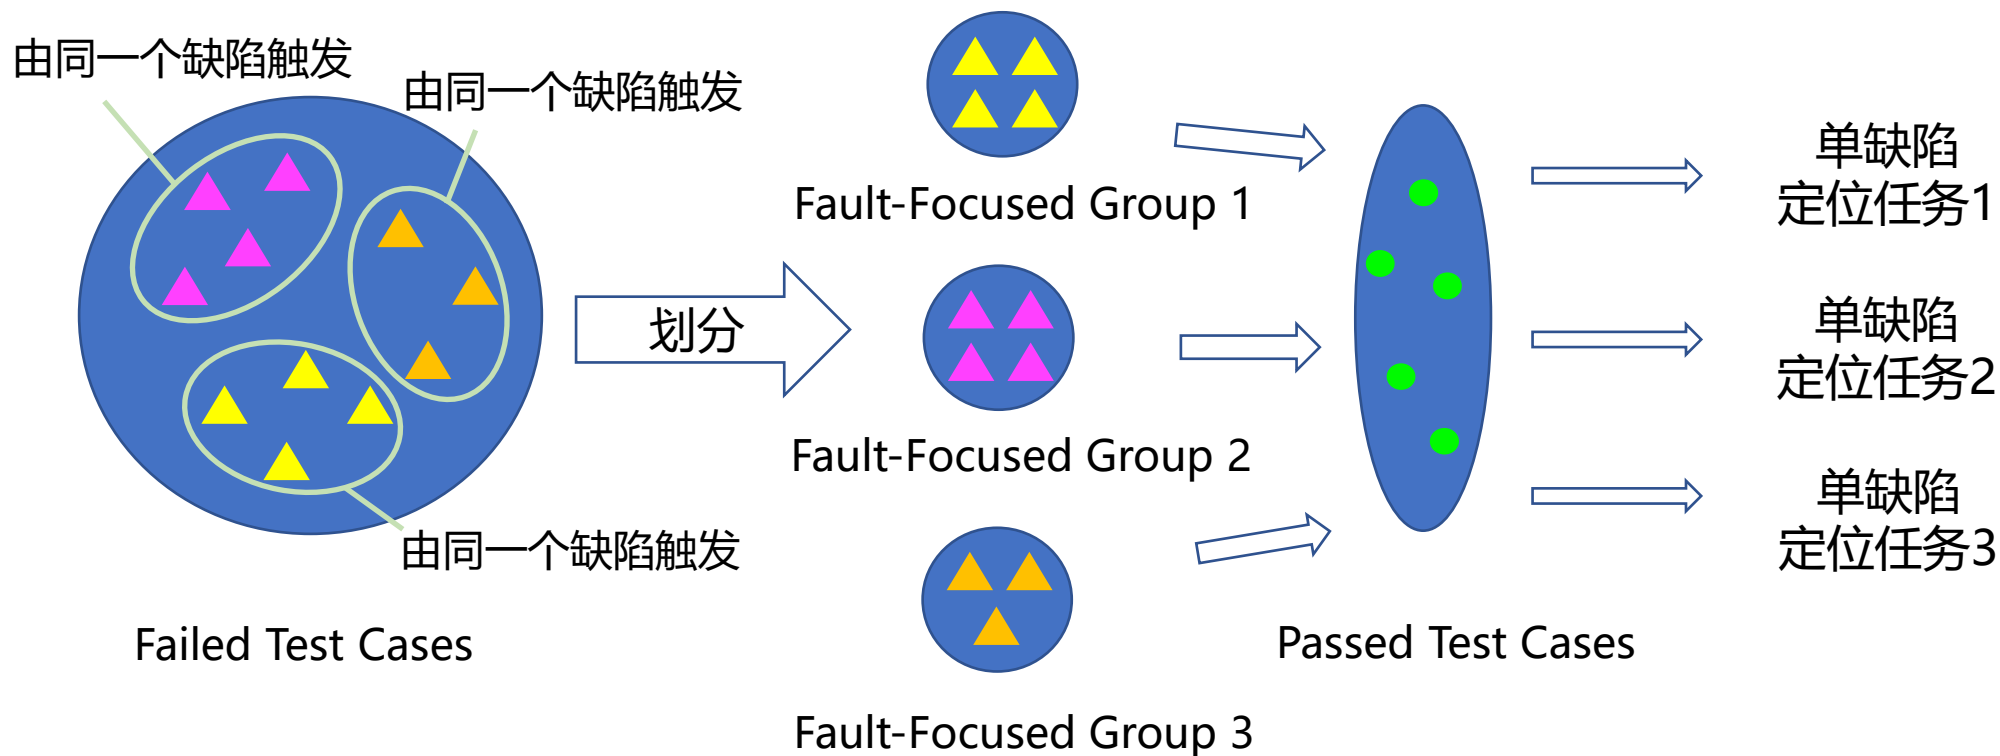 由同一个缺陷触发
由同一个缺陷触发
由同一个缺陷触发
Failed Test Cases
划分
Fault-Focused Group 1
Fault-Focused Group 2
Fault-Focused Group 3
Passed Test Cases
单缺陷
定位任务1
单缺陷
定位任务2
单缺陷
定位任务3